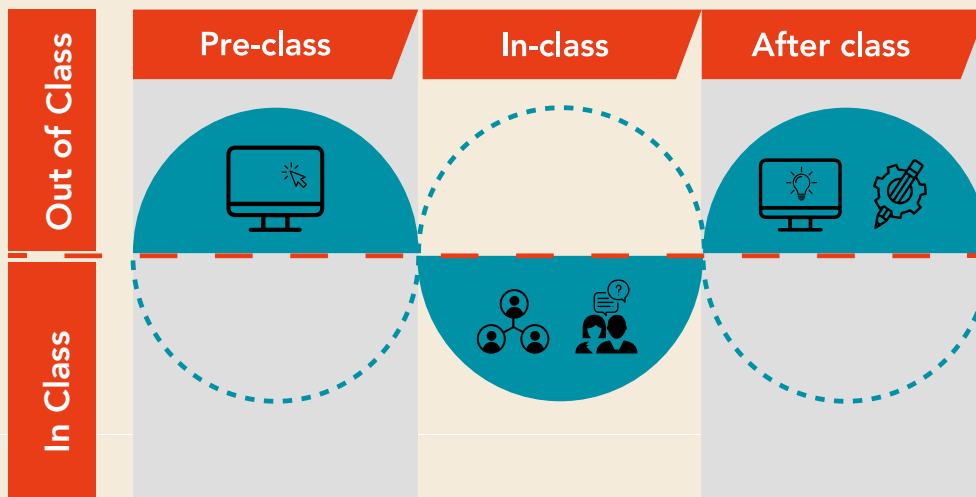 Pre-class
In-class
After class
Out of Class
In Class
?